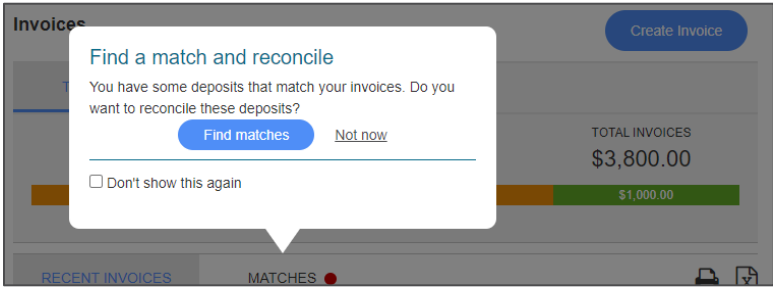 Invoices
Create Invoice
Find a match and reconcile
You have some deposits that match your invoices. Do you
want to reconcile these deposits?
Find matches Not now
Don't show this again
TOTAL INVOICES
$3,800.00
$1,000.00
RECENT INVOICES MATCHES